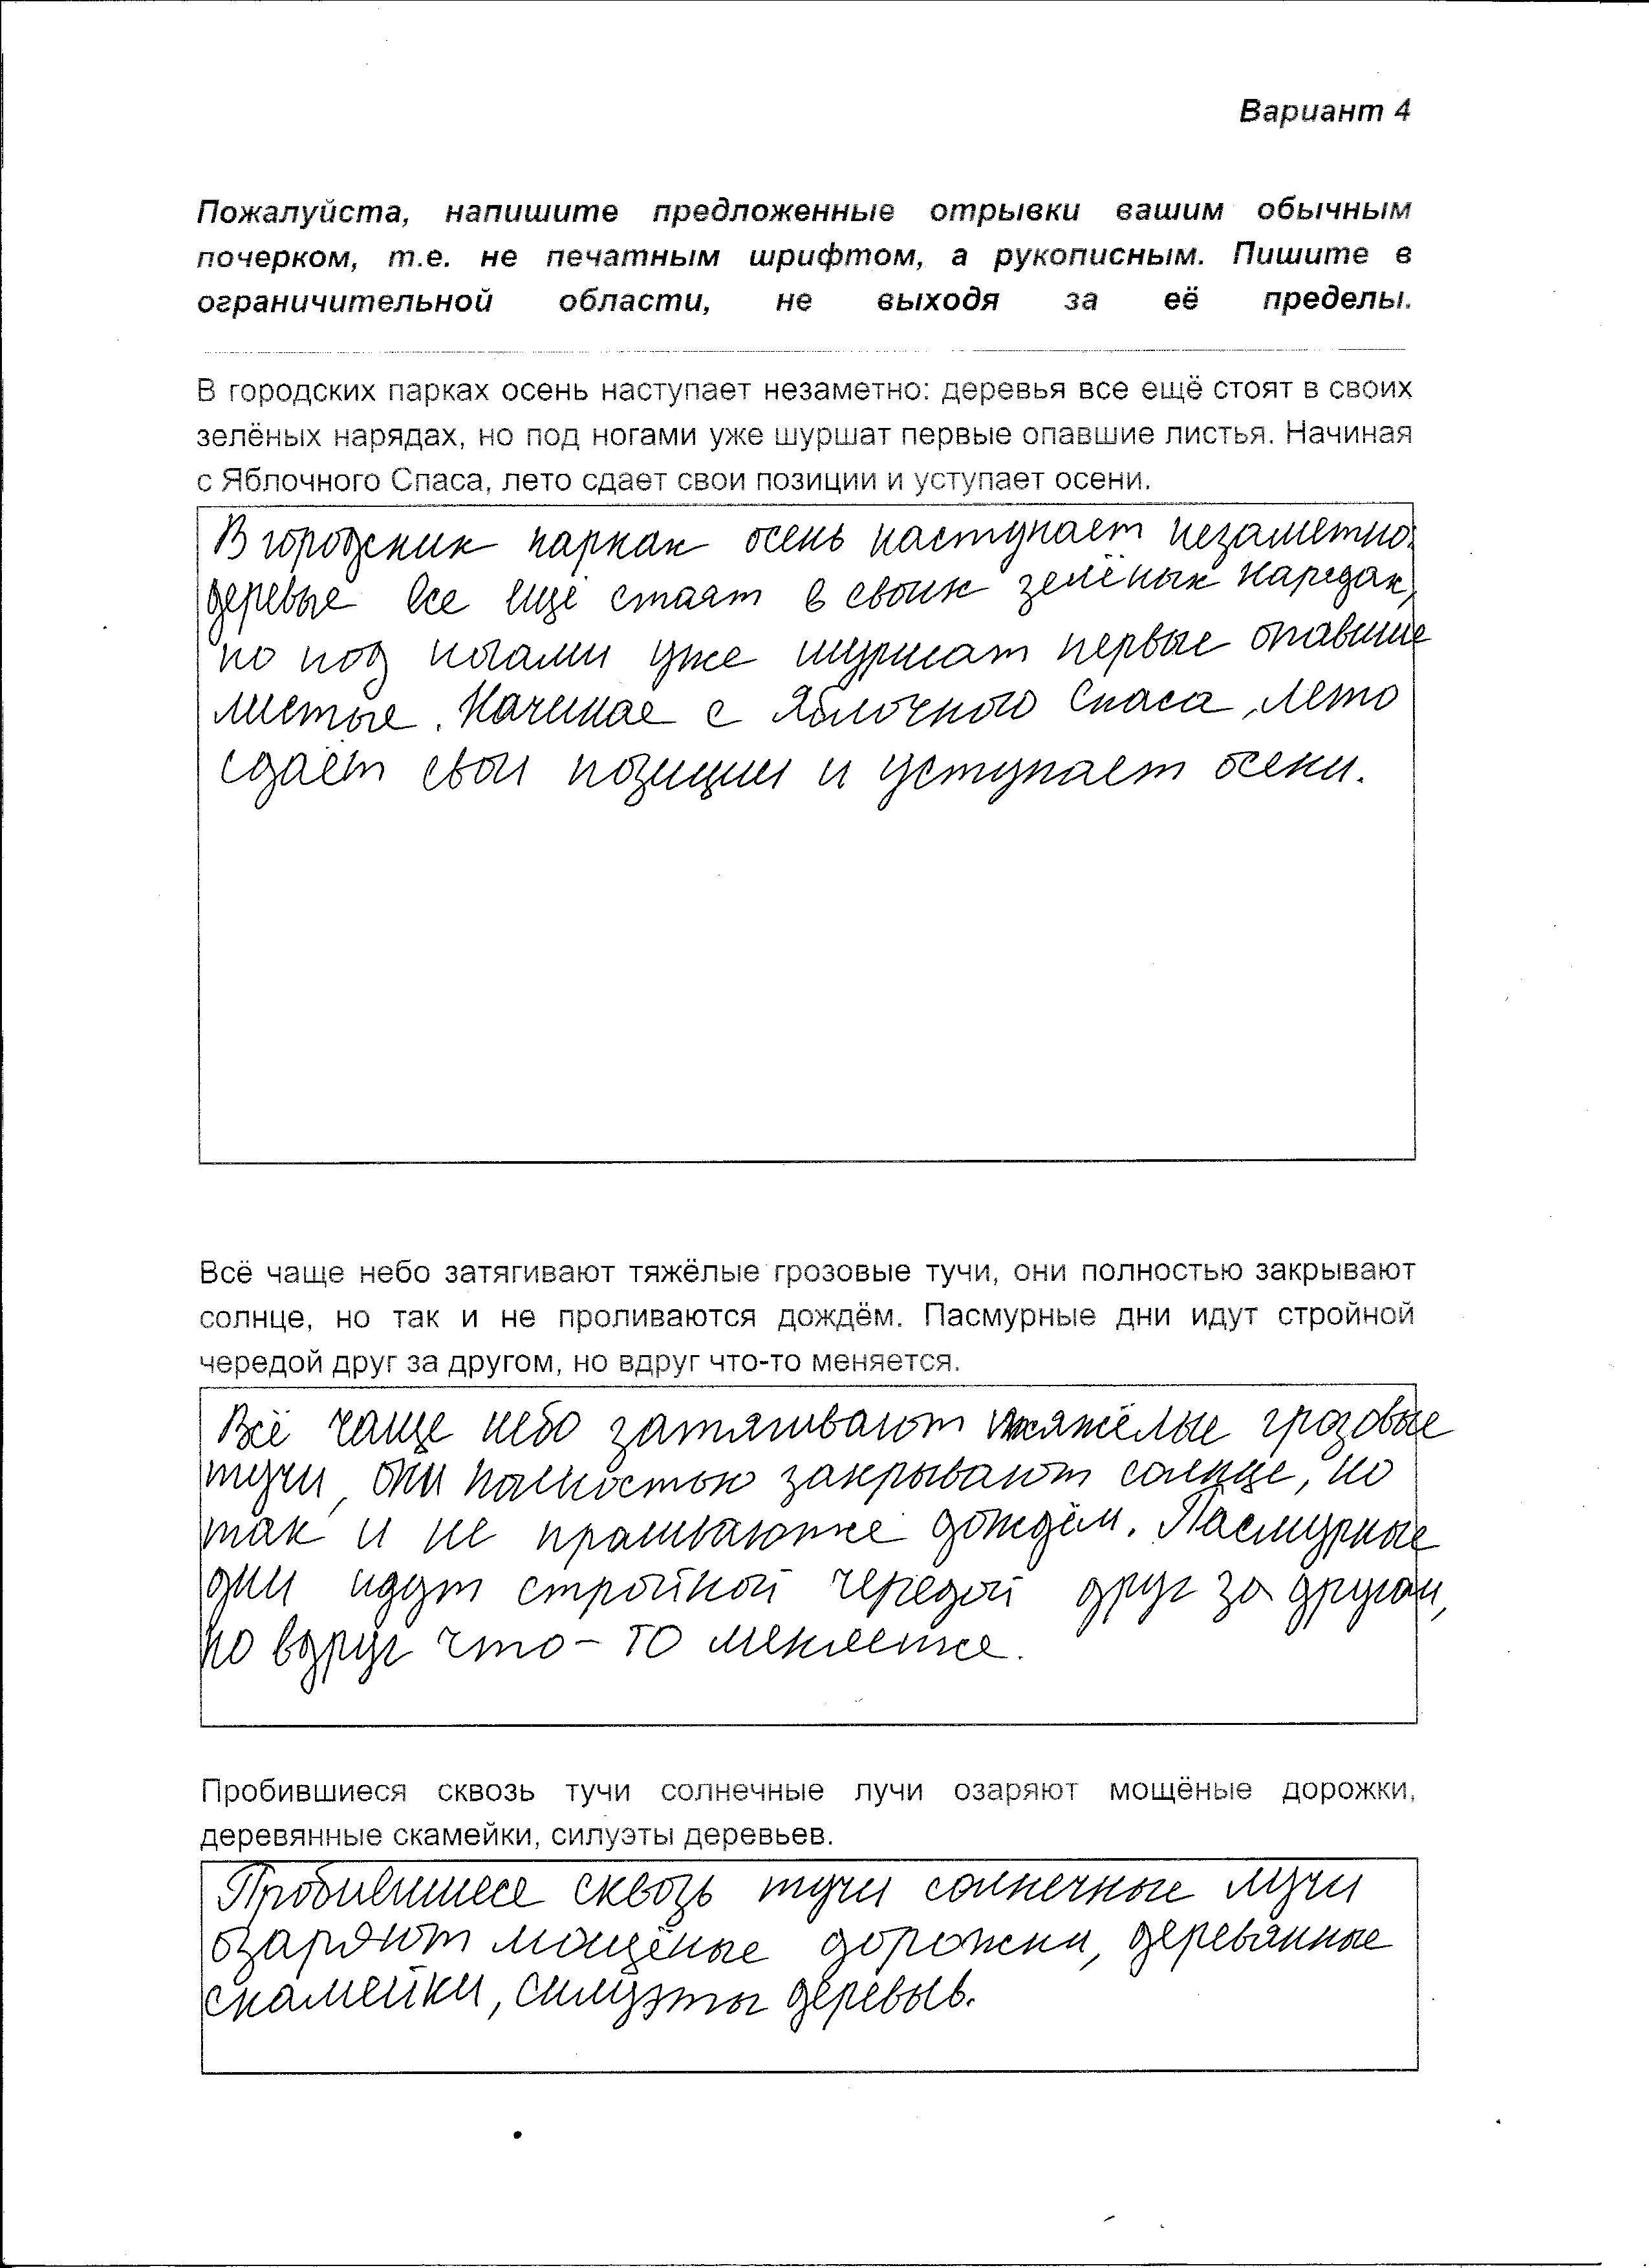 Вариант 4
Пожалуйста, напишите предложенные отрывки вашим обычным
почерком, т.е. не печатным шрифтом, а рукописным. Пишите в
ограничительной области, не выходя за её пределы.
В городских парках осень наступает незаметно: деревья все ещё стоят в своих
зелёных нарядах, но под ногами уже шуршат первые опавшие листья. Начиная
с Яблочного Спаса, лето сдает свои позиции и уступает осени.
В городских парках осень наступает незаметно:
деревья все ещё стоят в своих зелёных нарядах,
но под ногами уже шуршат первые опавшие
листья. Начиная с Яблочного Спаса, лето
сдаёт свои позиции и уступает осени.
Всё чаще небо затягивают тяжёлые грозовые тучи, они полностью закрывают
солнце, но так и не проливаются дождём. Пасмурные дни идут стройной
чередой друг за другом, но вдруг что-то меняется.
Всё чаще небо затягивают тяжёлые грозовые
тучи, они полностью закрывают солнце, но
так и не проливаются дождём. Пасмурные
дни идут стройной чередой друг за другом,
но вдруг что-то меняется.
Пробившиеся сквозь тучи солнечные лучи озаряют мощёные дорожки,
деревянные скамейки, силуэты деревьев.
Пробившиеся сквозь тучи солнечные лучи
озаряют мощёные дорожки, деревянные
скамейки, силуэты деревьев.